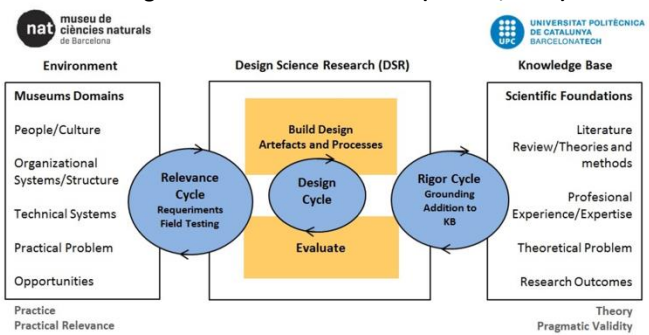 nat
museu de
ciències naturals
de Barcelona
UPC
UNIVERSITAT POLITÈCNICA
DE CATALUNYA
BARCELONATECH
Environment
Design Science Research (DSR)
Knowledge Base
Museums Domains
People/Culture
Organizational
Systems/Structure
Technical Systems
Practical Problem
Opportunities
Relevance
Cycle
Requeriments
Field Testing
Build Design
Artefacts and Processes
Design
Cycle
Evaluate
Rigor Cycle
Grounding
Addition to
KB
Scientific Foundations
Literature
Review/Theories and
methods
Profesional
Experience/Expertise
Theoretical Problem
Research Outcomes
Practice
Practical Relevance
Theory
Pragmatic Validity